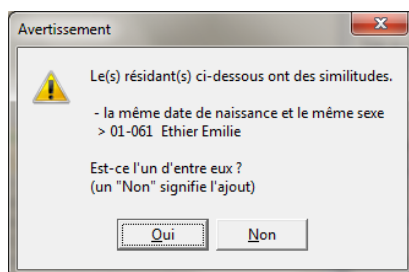 Avertissement
Le(s) résidant(s) ci-dessous ont des similitudes.
- la même date de naissance et le même sexe
> 01-061 Ethier Emilie
Est-ce l'un d'entre eux ?
(un "Non" signifie l'ajout)
Oui
Non